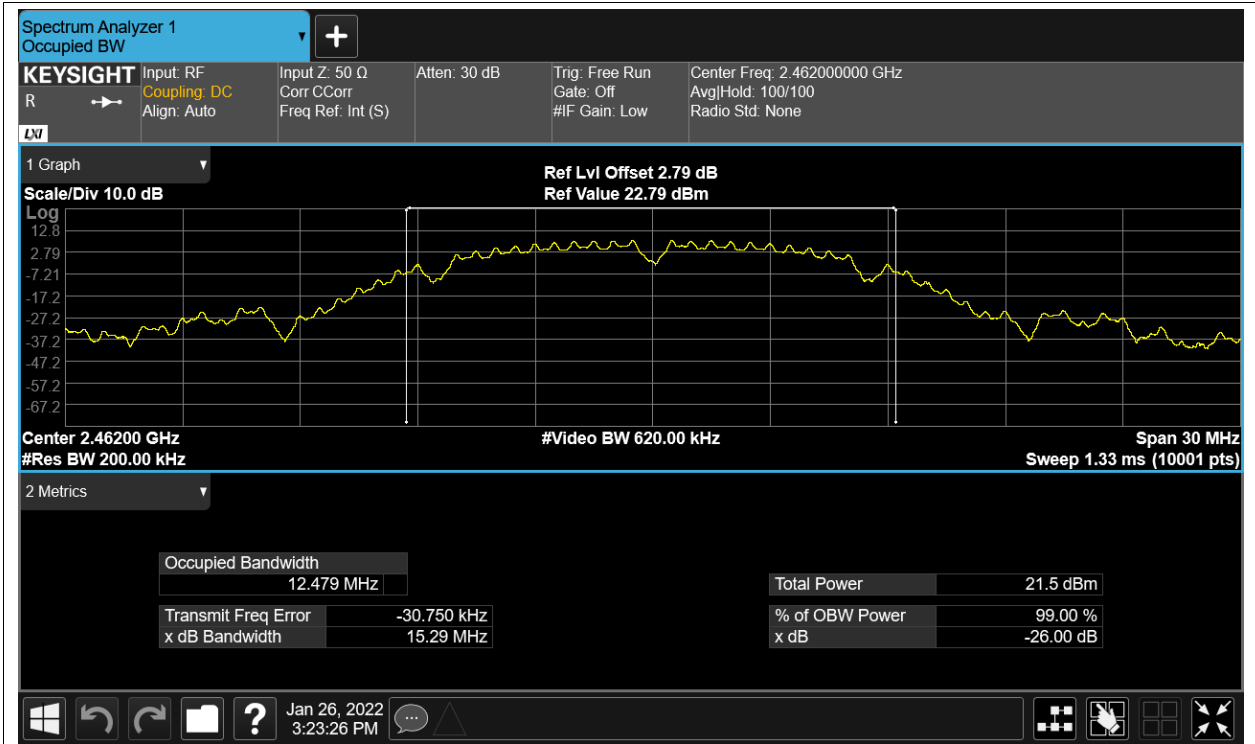 Spectrum Analyzer 1
Occupied BW
KEYSIGHT
R
LXI
Input: RF
Coupling: DC
Align: Auto
Input Z: 50 Ω
Corr CCorr
Freq Ref: Int (S)
Atten: 30 dB
Trig: Free Run
Gate: Off
#IF Gain: Low
Center Freq: 2.462000000 GHz
Avg|Hold: 100/100
Radio Std: None
1 Graph
Scale/Div 10.0 dB
Ref Lvl Offset 2.79 dB
Ref Value 22.79 dBm
Log
12.8
2.79
-7.21
-17.2
-27.2
-37.2
-47.2
-57.2
-67.2
Center 2.46200 GHz
#Video BW 620.00 kHz
Span 30 MHz
#Res BW 200.00 kHz
Sweep 1.33 ms (10001 pts)
2 Metrics
Occupied Bandwidth
12.479 MHz
Total Power 21.5 dBm
Transmit Freq Error -30.750 kHz
% of OBW Power 99.00 %
x dB Bandwidth 15.29 MHz
x dB -26.00 dB
?
Jan 26, 2022
3:23:26 PM